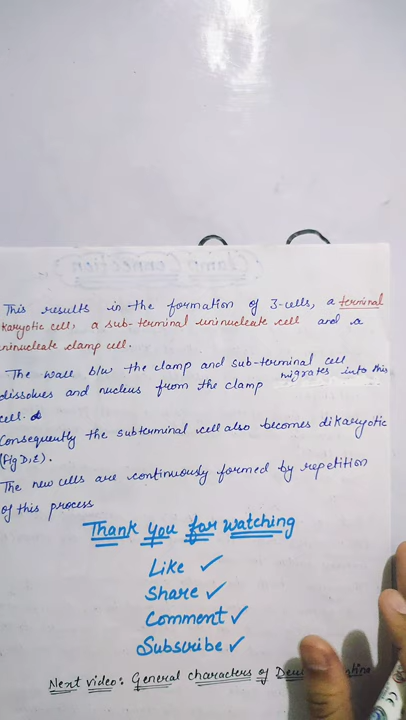 This results in the formation of 3-cells, a terminal
karyotic cell, a sub-terminal uninucleate cell and a
ninucleate clamp cell.
The wall b/w the clamp and sub-terminal cell
dissolves and nucleus from the clamp migrates into this
cell.
Consequently the subterminal cell also becomes dikaryotic
(fig D,E).
The new cells are continuously formed by repetition
of this process
Thank you for watching
Like ✓
Share ✓
Comment ✓
Subscribe ✓
Next video: General characters of